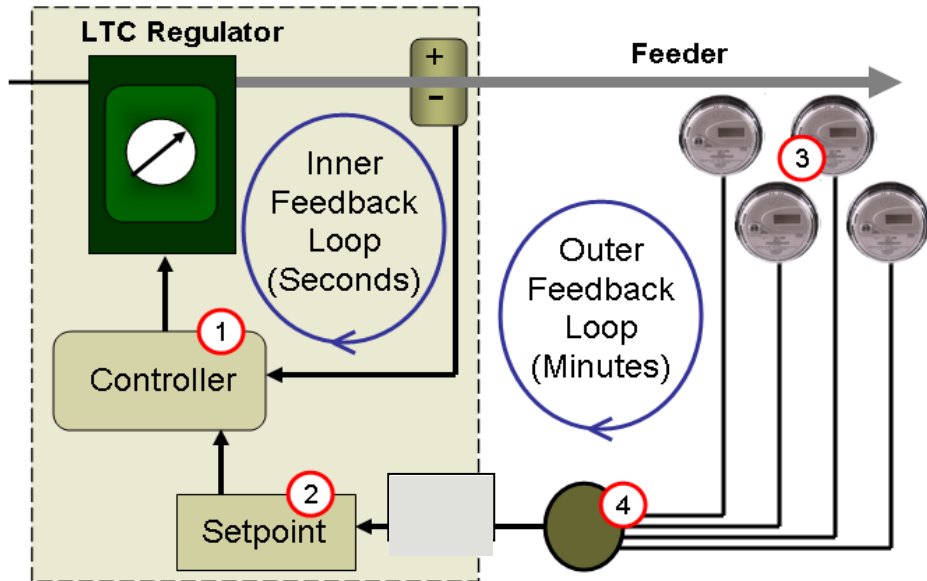 LTC Regulator
+
−
Feeder
3
Inner
Feedback
Loop
(Seconds)
Outer
Feedback
Loop
(Minutes)
1
Controller
2
Setpoint
4